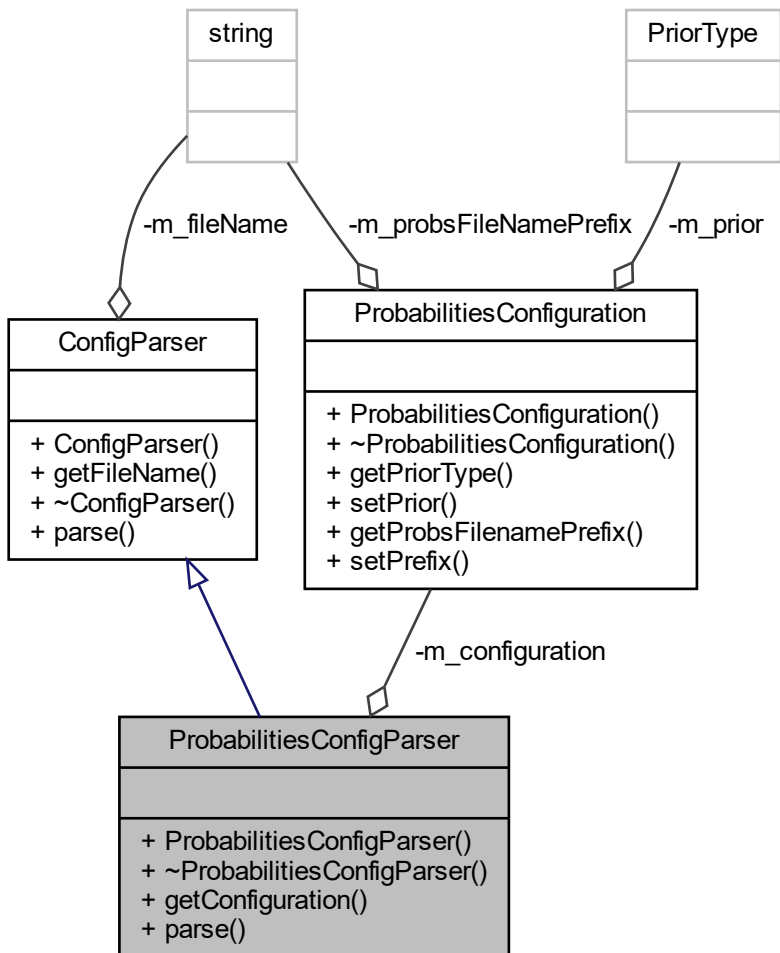 string
PriorType
-m_fileName
-m_probsFileNamePrefix
-m_prior
ConfigParser
+ ConfigParser()
+ getFileName()
+ ~ConfigParser()
+ parse()
ProbabilitiesConfiguration
+ ProbabilitiesConfiguration()
+ ~ProbabilitiesConfiguration()
+ getPriorType()
+ setPrior()
+ getProbsFilenamePrefix()
+ setPrefix()
-m_configuration
ProbabilitiesConfigParser
+ ProbabilitiesConfigParser()
+ ~ProbabilitiesConfigParser()
+ getConfiguration()
+ parse()